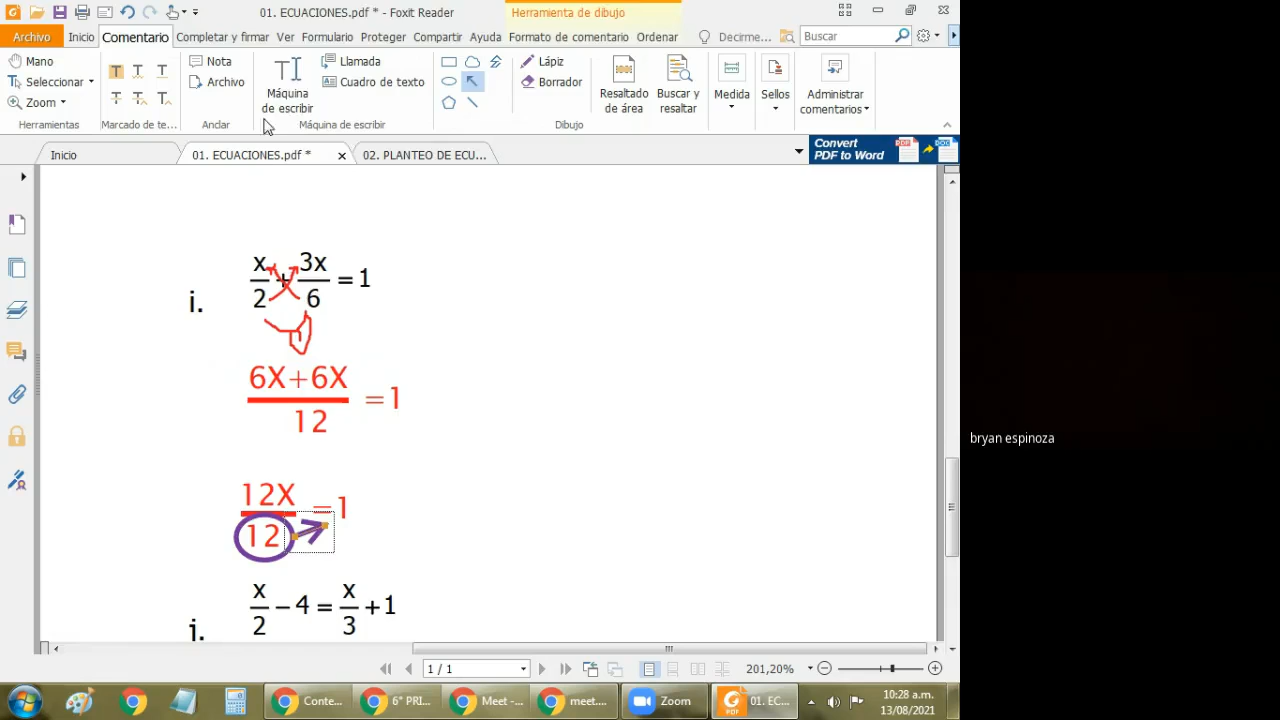 01. ECUACIONES.pdf * - Foxit Reader
Herramienta de dibujo
Archivo Inicio Comentario Completar y firmar Ver Formulario Proteger Compartir Ayuda Formato de comentario Ordenar Decirme... Buscar
Mano
Seleccionar
Zoom
Herramientas
T T T
T T T
Marcado de te...
Nota
Archivo
Anclar
Máquina de escribir
Llamada
Cuadro de texto
Máquina de escribir
Lápiz
Borrador
Dibujo
Resaltado de área
Buscar y resaltar
Medida
Sellos
Administrar comentarios
Convert PDF to Word
Inicio
01. ECUACIONES.pdf *
02. PLANTEO DE ECU...
i. x/2 + 3x/6 = 1
6X+6X/12 =1
12X/12 =1
j. x/2 − 4 = x/3 + 1
bryan espinoza
1 / 1
201,20%
Conte...
6° PRI...
Meet -...
meet....
Zoom
01. EC...
10:28 a.m.
13/08/2021